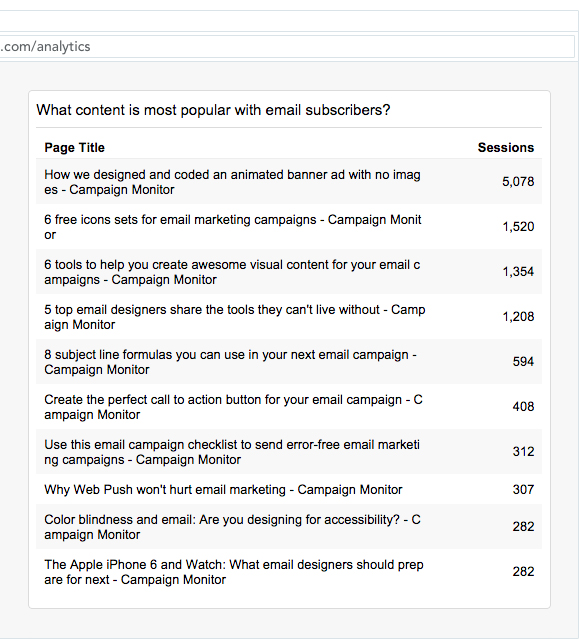 .com/analytics
What content is most popular with email subscribers?
Page Title Sessions
How we designed and coded an animated banner ad with no imag
es - Campaign Monitor 5,078
6 free icons sets for email marketing campaigns - Campaign Monit
or 1,520
6 tools to help you create awesome visual content for your email c
ampaigns - Campaign Monitor 1,354
5 top email designers share the tools they can't live without - Camp
aign Monitor 1,208
8 subject line formulas you can use in your next email campaign -
Campaign Monitor 594
Create the perfect call to action button for your email campaign - C
ampaign Monitor 408
Use this email campaign checklist to send error-free email marketi
ng campaigns - Campaign Monitor 312
Why Web Push won't hurt email marketing - Campaign Monitor 307
Color blindness and email: Are you designing for accessibility? - C
ampaign Monitor 282
The Apple iPhone 6 and Watch: What email designers should prep
are for next - Campaign Monitor 282